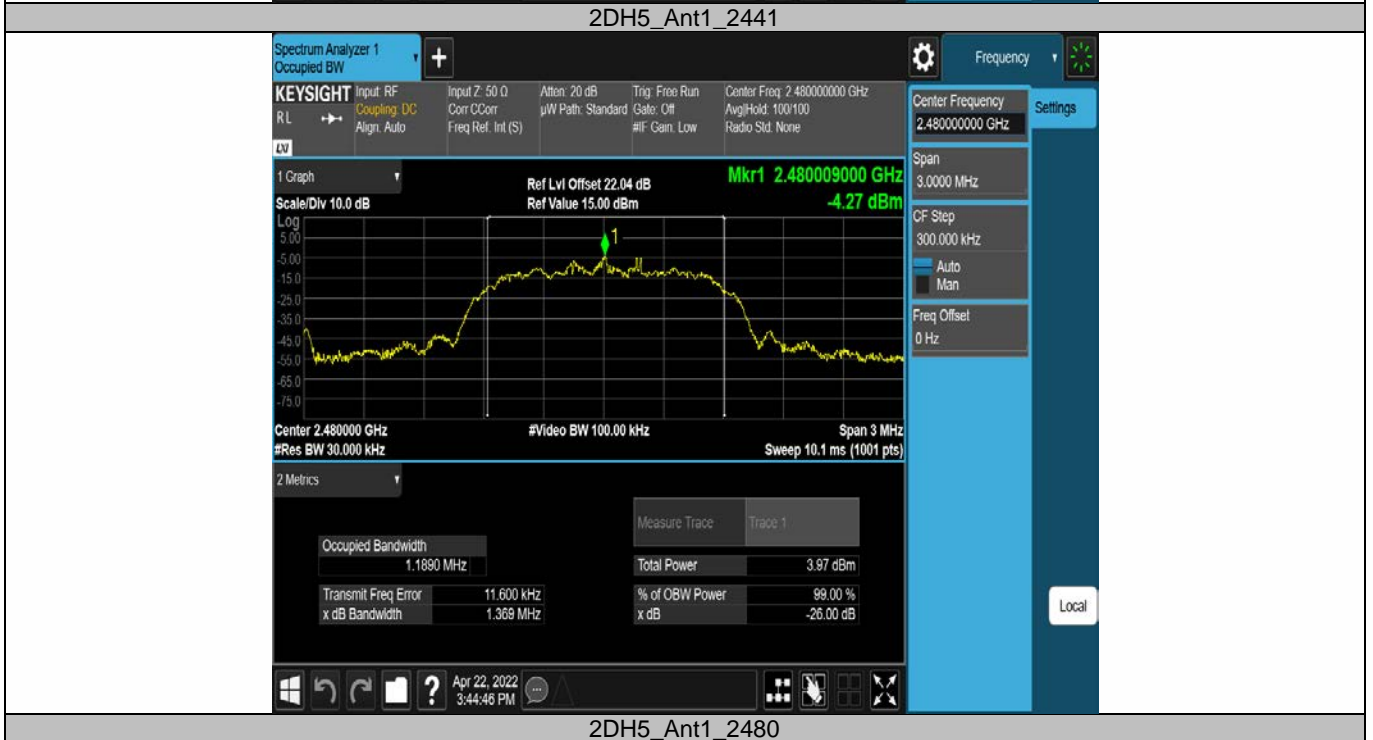 2DH5_Ant1_2441
Spectrum Analyzer 1
Occupied BW
+
Frequency
KEYSIGHT
RL
LXI
Input: RF
Coupling: DC
Align: Auto
Input Z: 50 Ω
Corr CCorr
Freq Ref: Int (S)
Atten: 20 dB
µW Path: Standard
Trig: Free Run
Gate: Off
#IF Gain: Low
Center Freq: 2.480000000 GHz
Avg|Hold: 100/100
Radio Std: None
Center Frequency
2.480000000 GHz
Settings
Span
3.0000 MHz
CF Step
300.000 kHz
Auto
Man
Freq Offset
0 Hz
1 Graph
Scale/Div 10.0 dB
Ref Lvl Offset 22.04 dB
Ref Value 15.00 dBm
Mkr1 2.480009000 GHz
-4.27 dBm
Log
5.00
-5.00
-15.0
-25.0
-35.0
-45.0
-55.0
-65.0
-75.0
1
Center 2.480000 GHz
#Res BW 30.000 kHz
#Video BW 100.00 kHz
Span 3 MHz
Sweep 10.1 ms (1001 pts)
2 Metrics
Measure Trace Trace 1
Occupied Bandwidth
1.1890 MHz
Total Power 3.97 dBm
Transmit Freq Error 11.600 kHz
% of OBW Power 99.00 %
x dB Bandwidth 1.369 MHz
x dB -26.00 dB
Local
?
Apr 22, 2022
3:44:46 PM
2DH5_Ant1_2480